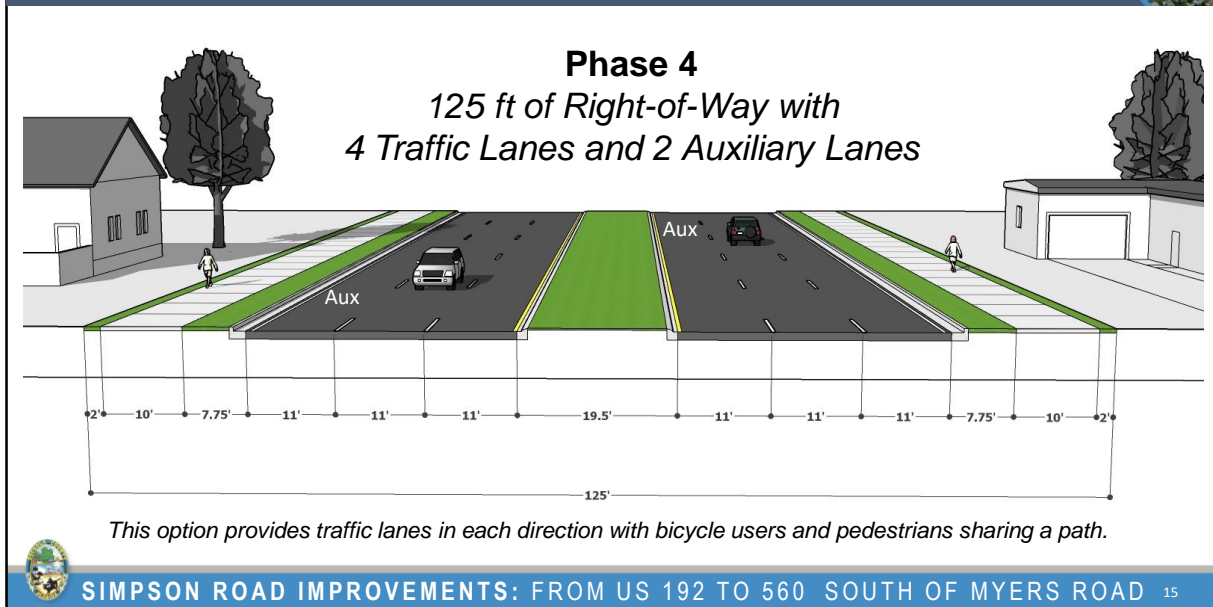 Phase 4
125 ft of Right-of-Way with
4 Traffic Lanes and 2 Auxiliary Lanes
Aux
Aux
2' 10' 7.75' 11' 11' 11' 19.5' 11' 11' 11' 7.75' 10' 2'
125'
This option provides traffic lanes in each direction with bicycle users and pedestrians sharing a path.
SIMPSON ROAD IMPROVEMENTS: FROM US 192 TO 560 SOUTH OF MYERS ROAD 15